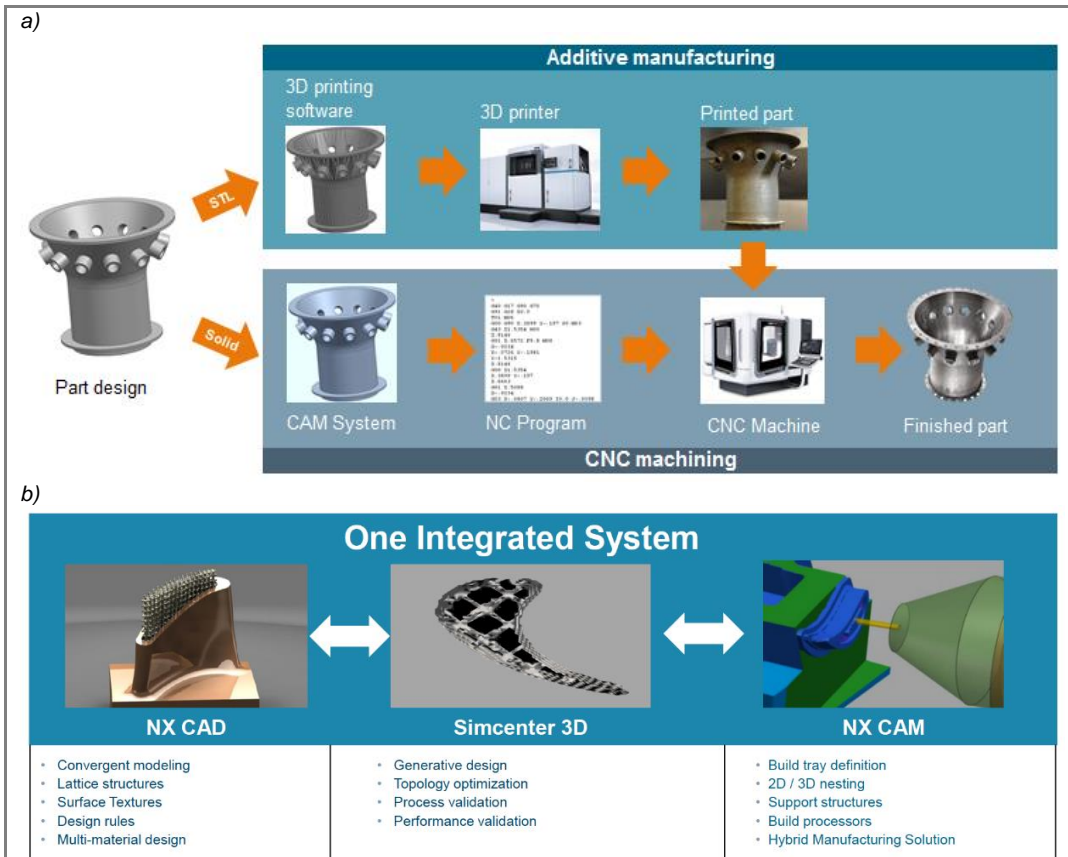 a)
Additive manufacturing
3D printing
software
3D printer
Printed part
STL
Solid
Part design
CAM System
NC Program
CNC Machine
Finished part
CNC machining
b)
One Integrated System
NX CAD
Simcenter 3D
NX CAM
• Convergent modeling
• Lattice structures
• Surface Textures
• Design rules
• Multi-material design
• Generative design
• Topology optimization
• Process validation
• Performance validation
• Build tray definition
• 2D / 3D nesting
• Support structures
• Build processors
• Hybrid Manufacturing Solution